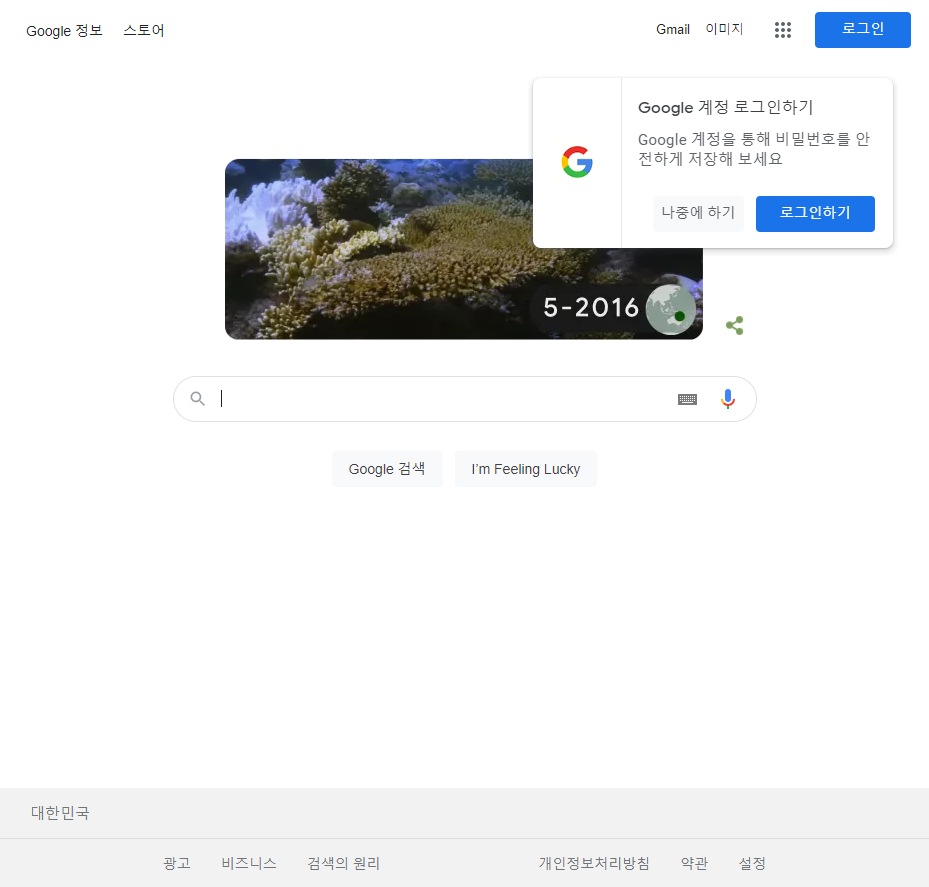 Google 정보 스토어
Gmail 이미지 로그인
Google 계정 로그인하기
Google 계정을 통해 비밀번호를 안
전하게 저장해 보세요
나중에 하기 로그인하기
5-2016
Google 검색 I'm Feeling Lucky
대한민국
광고 비즈니스 검색의 원리 개인정보처리방침 약관 설정